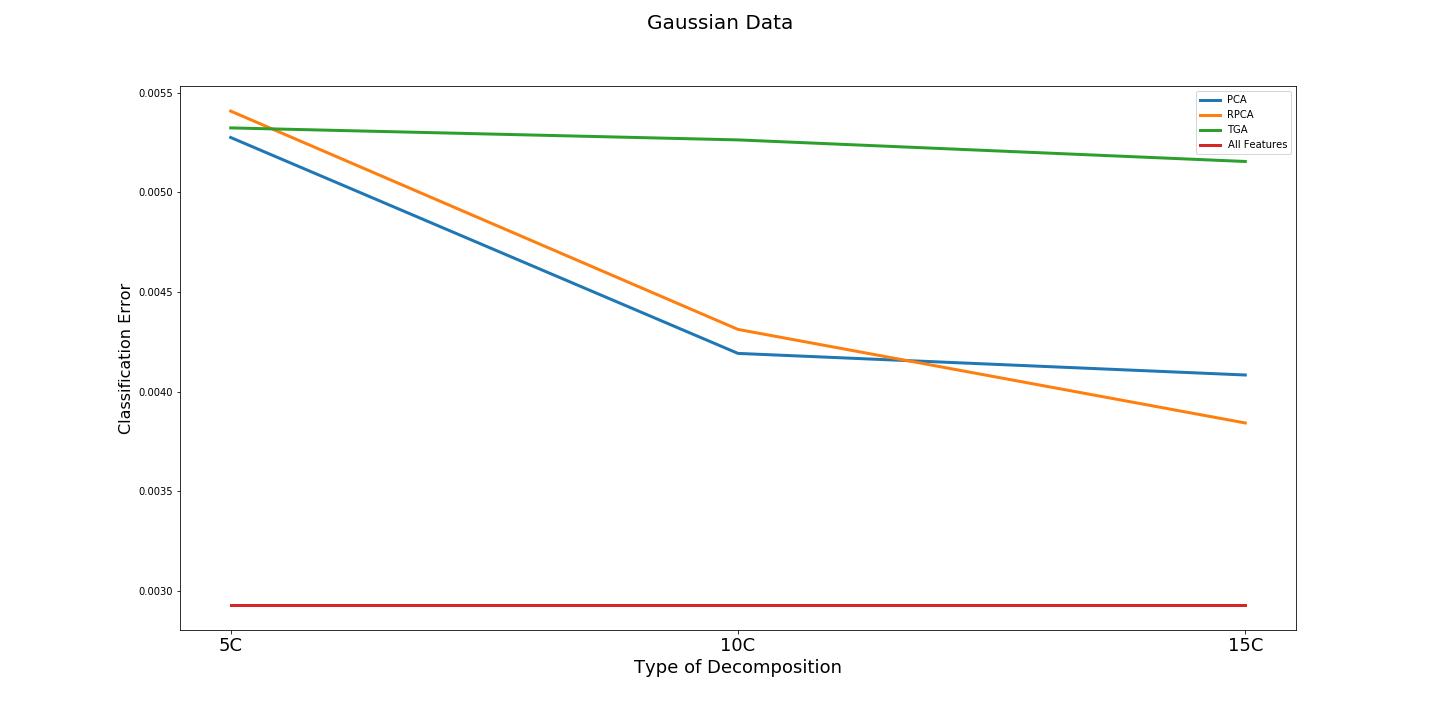 Gaussian Data
0.0055
0.0050
0.0045
0.0040
0.0035
0.0030
Classification Error
PCA
RPCA
TGA
All Features
5C
10C
15C
Type of Decomposition